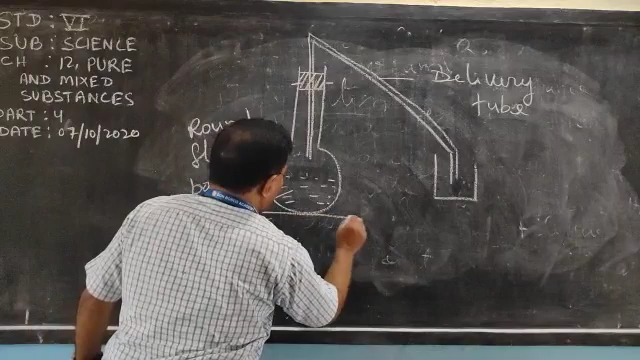 STD : VI
SUB : SCIENCE
CH : 12, PURE
AND MIXED
SUBSTANCES
PART : 4
DATE : 07/10/2020
Delivery
tube
Round